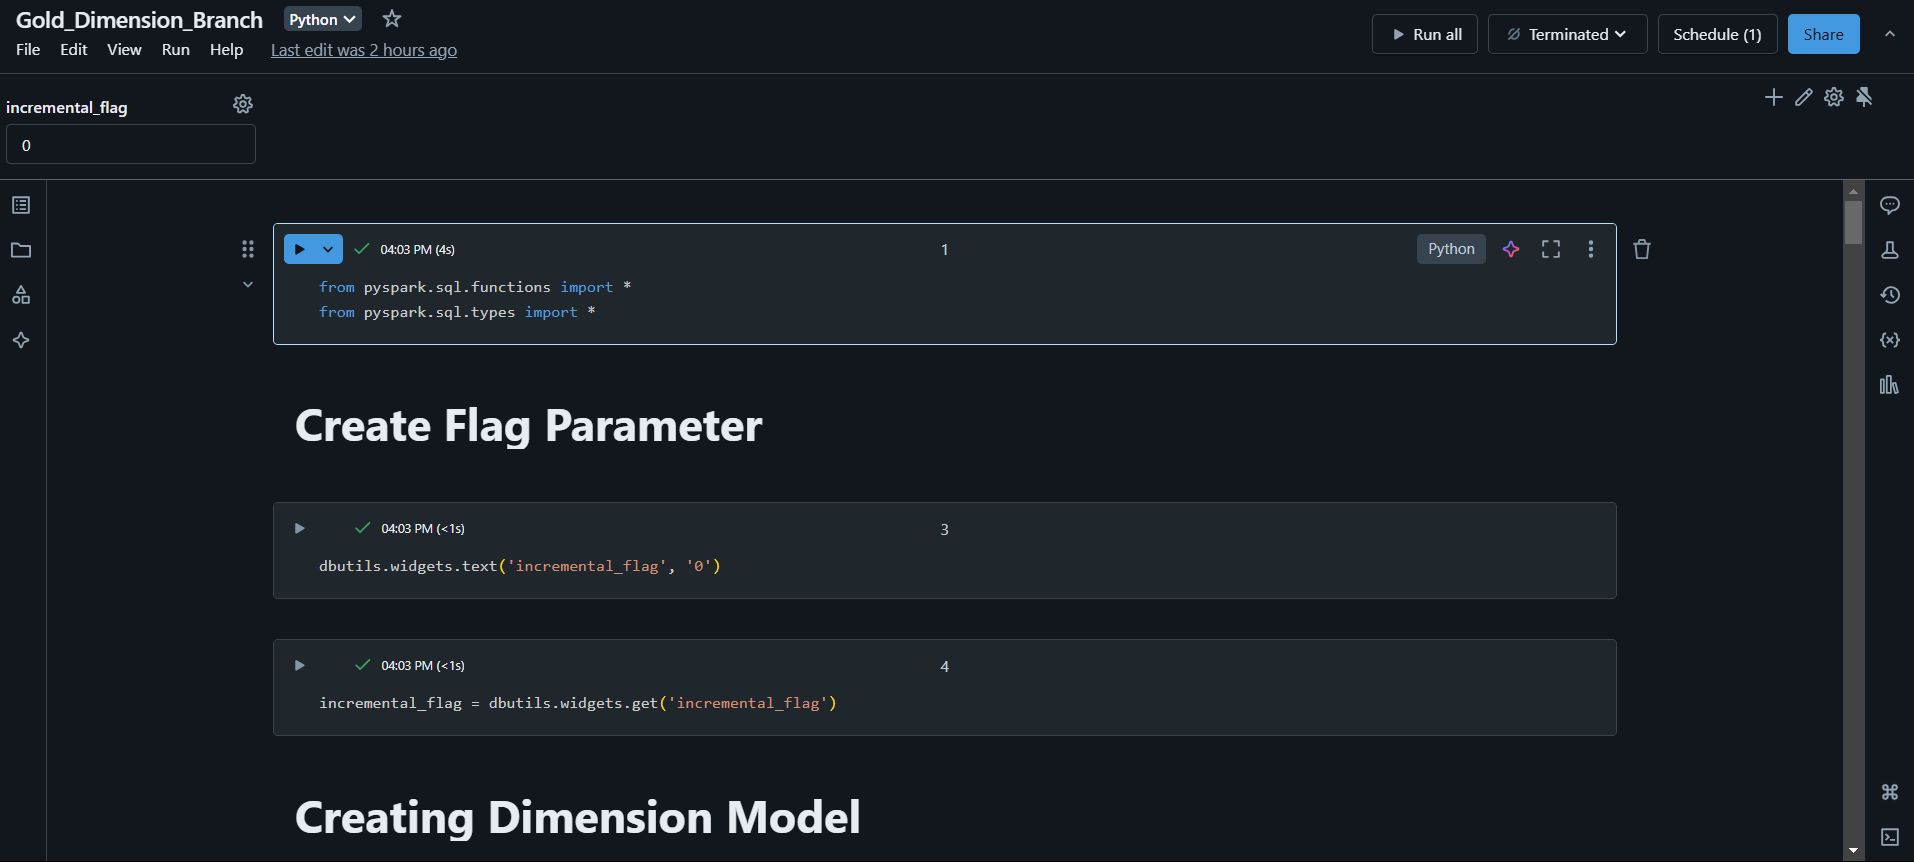 Gold_Dimension_Branch Python
File Edit View Run Help Last edit was 2 hours ago
Run all Terminated Schedule (1) Share
incremental_flag
0
04:03 PM (4s) 1 Python
from pyspark.sql.functions import *
from pyspark.sql.types import *
Create Flag Parameter
04:03 PM (<1s) 3
dbutils.widgets.text('incremental_flag', '0')
04:03 PM (<1s) 4
incremental_flag = dbutils.widgets.get('incremental_flag')
Creating Dimension Model